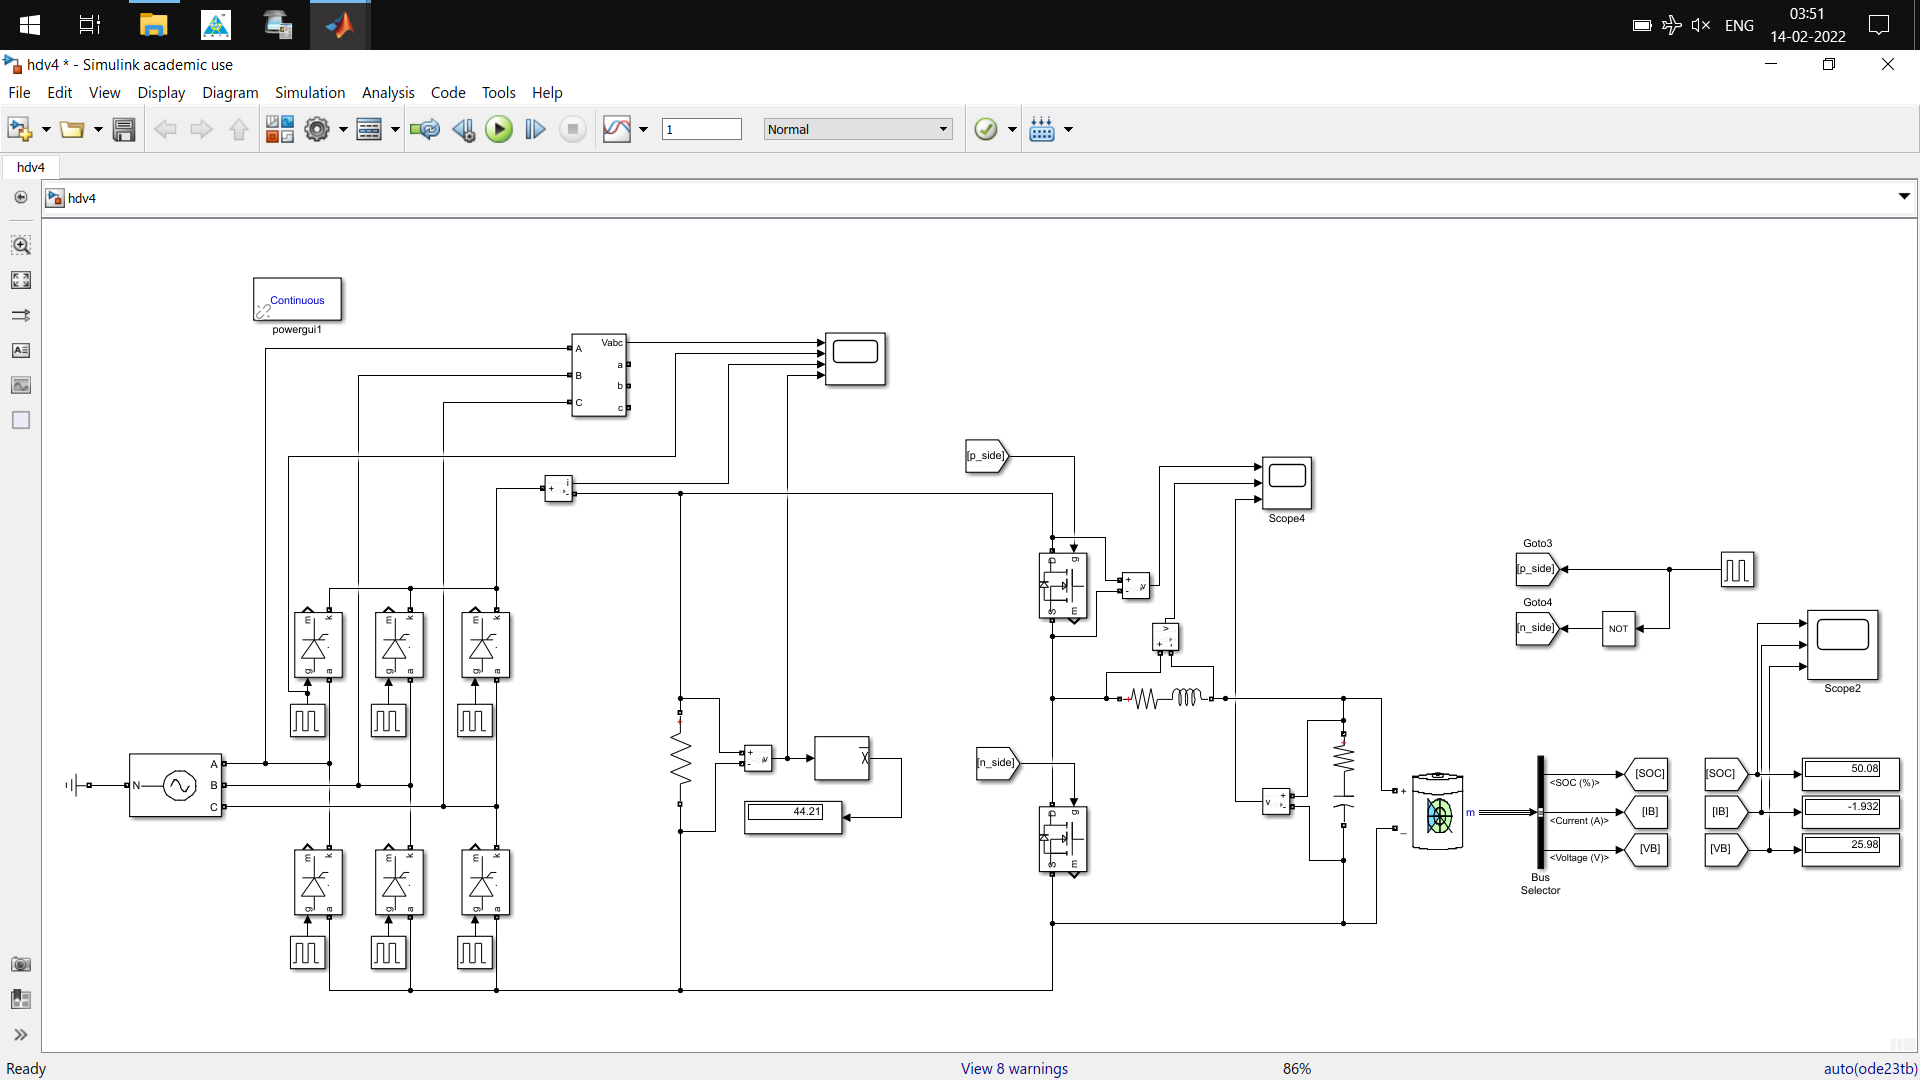 03:51
ENG
14-02-2022
hdv4 * - Simulink academic use
File Edit View Display Diagram Simulation Analysis Code Tools Help
1
Normal
hdv4
hdv4
Continuous
powergui1
A
B
C
Vabc
a
b
c
[p_side]
+ i
-
Scope4
Goto3
[p_side]
Goto4
[n_side]
NOT
Scope2
D g
S m
+ v
-
v
+ -
m k
g a
m k
g a
m k
g a
N
A
B
C
+ v
-
X
44.21
[n_side]
D g
S m
v +
-
+
m
-
<SOC (%)>
<Current (A)>
<Voltage (V)>
Bus
Selector
[SOC]
[IB]
[VB]
[SOC]
[IB]
[VB]
50.08
-1.932
25.98
m k
g a
m k
g a
m k
g a
Ready
View 8 warnings
86%
auto(ode23tb)